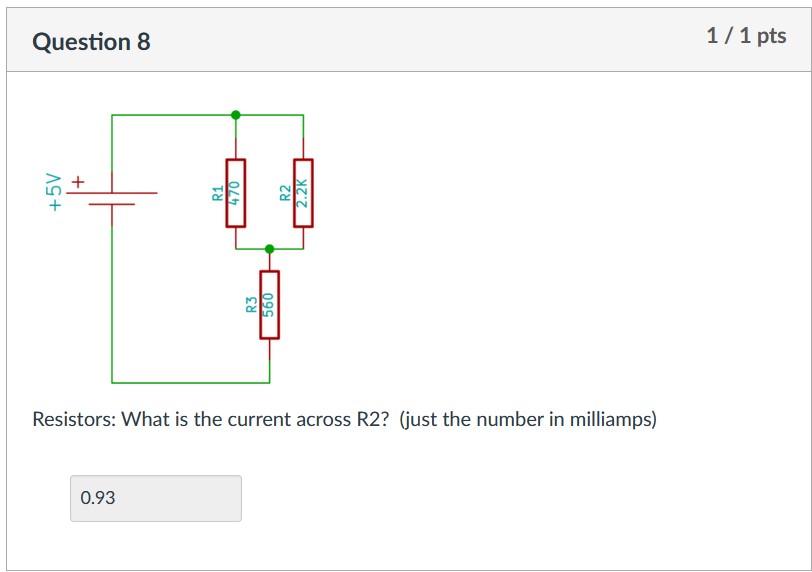 Question 8
1 / 1 pts
+5V
+
R1
470
R2
2.2K
R3
560
Resistors: What is the current across R2? (just the number in milliamps)
0.93